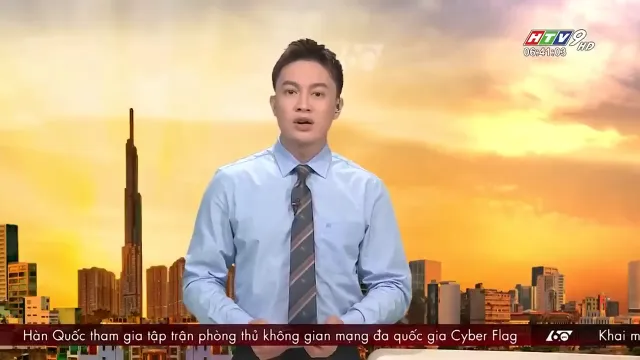 HTV9 HD
06:41:03
Hàn Quốc tham gia tập trận phòng thủ không gian mạng đa quốc gia Cyber Flag 60 Khai